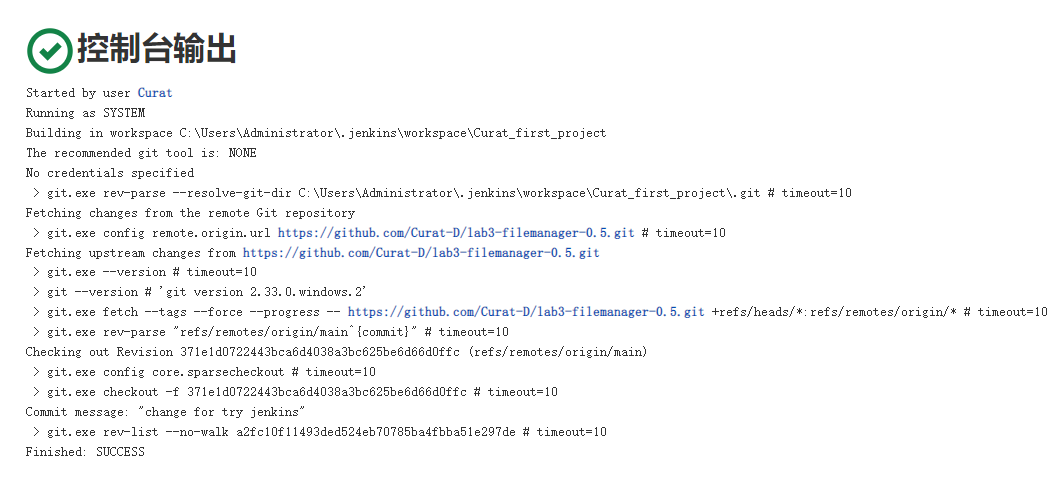 控制台输出
Started by user Curat
Running as SYSTEM
Building in workspace C:\Users\Administrator\.jenkins\workspace\Curat_first_project
The recommended git tool is: NONE
No credentials specified
> git.exe rev-parse --resolve-git-dir C:\Users\Administrator\.jenkins\workspace\Curat_first_project\.git # timeout=10
Fetching changes from the remote Git repository
> git.exe config remote.origin.url https://github.com/Curat-D/lab3-filemanager-0.5.git # timeout=10
Fetching upstream changes from https://github.com/Curat-D/lab3-filemanager-0.5.git
> git.exe --version # timeout=10
> git --version # 'git version 2.33.0.windows.2'
> git.exe fetch --tags --force --progress -- https://github.com/Curat-D/lab3-filemanager-0.5.git +refs/heads/*:refs/remotes/origin/* # timeout=10
> git.exe rev-parse "refs/remotes/origin/main^{commit}" # timeout=10
Checking out Revision 371e1d0722443bca6d4038a3bc625be6d66d0ffc (refs/remotes/origin/main)
> git.exe config core.sparsecheckout # timeout=10
> git.exe checkout -f 371e1d0722443bca6d4038a3bc625be6d66d0ffc # timeout=10
Commit message: "change for try jenkins"
> git.exe rev-list --no-walk a2fc10f11493ded524eb70785ba4fbba51e297de # timeout=10
Finished: SUCCESS